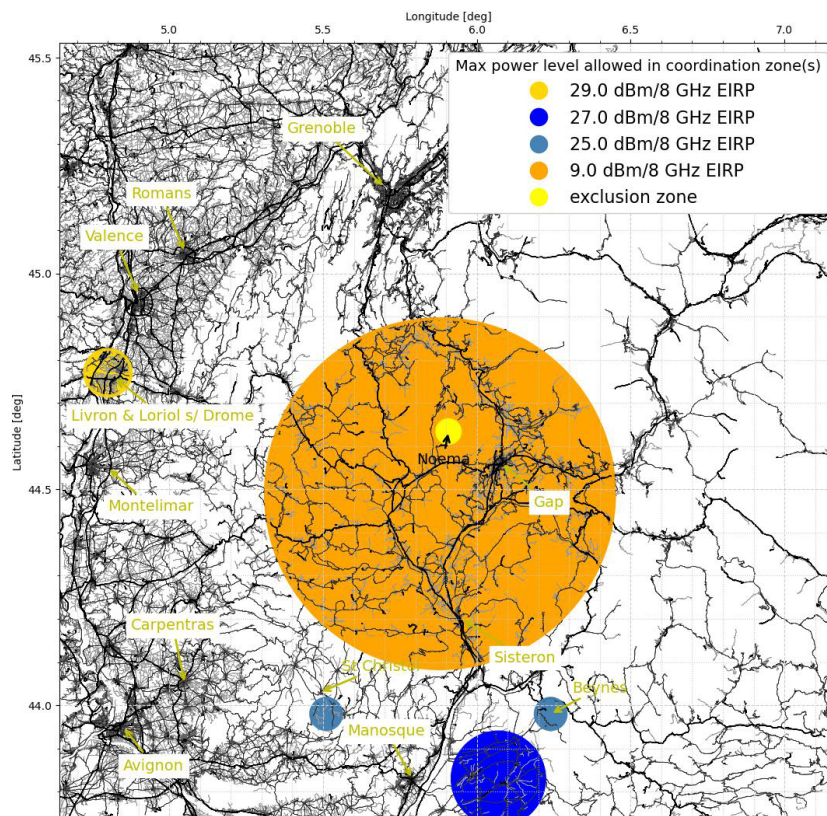 Longitude [deg]
5.0 5.5 6.0 6.5 7.0
45.5
Max power level allowed in coordination zone(s)
29.0 dBm/8 GHz EIRP
27.0 dBm/8 GHz EIRP
25.0 dBm/8 GHz EIRP
9.0 dBm/8 GHz EIRP
exclusion zone
Grenoble
Romans
Valence
45.0
Livron & Loriol s/ Drome
Latitude [deg]
Noema
Montelimar
44.5
Gap
Carpentras
Sisteron
St Christol
Beynes
44.0
Manosque
Avignon